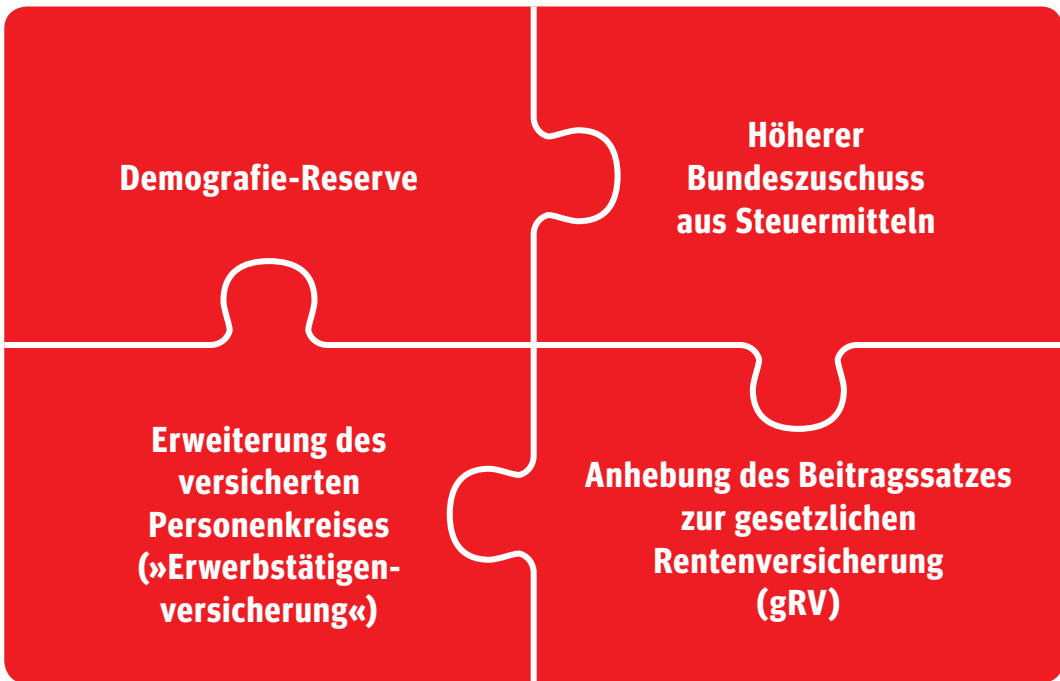 Demografie-Reserve
Höherer
Bundeszuschuss
aus Steuermitteln
Erweiterung des
versicherten
Personenkreises
(»Erwerbstätigen-
versicherung«)
Anhebung des Beitragssatzes
zur gesetzlichen
Rentenversicherung
(gRV)